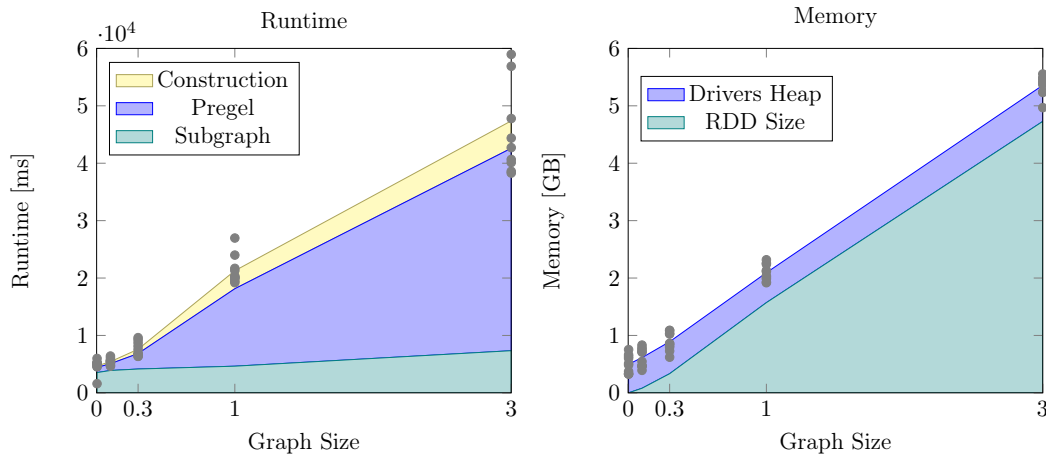 Runtime
·10⁴
6
5
4
3
2
1
0
0
0.3
1
3
Graph Size
Runtime [ms]
Construction
Pregel
Subgraph
Memory
6
5
4
3
2
1
0
0
0.3
1
3
Graph Size
Memory [GB]
Drivers Heap
RDD Size